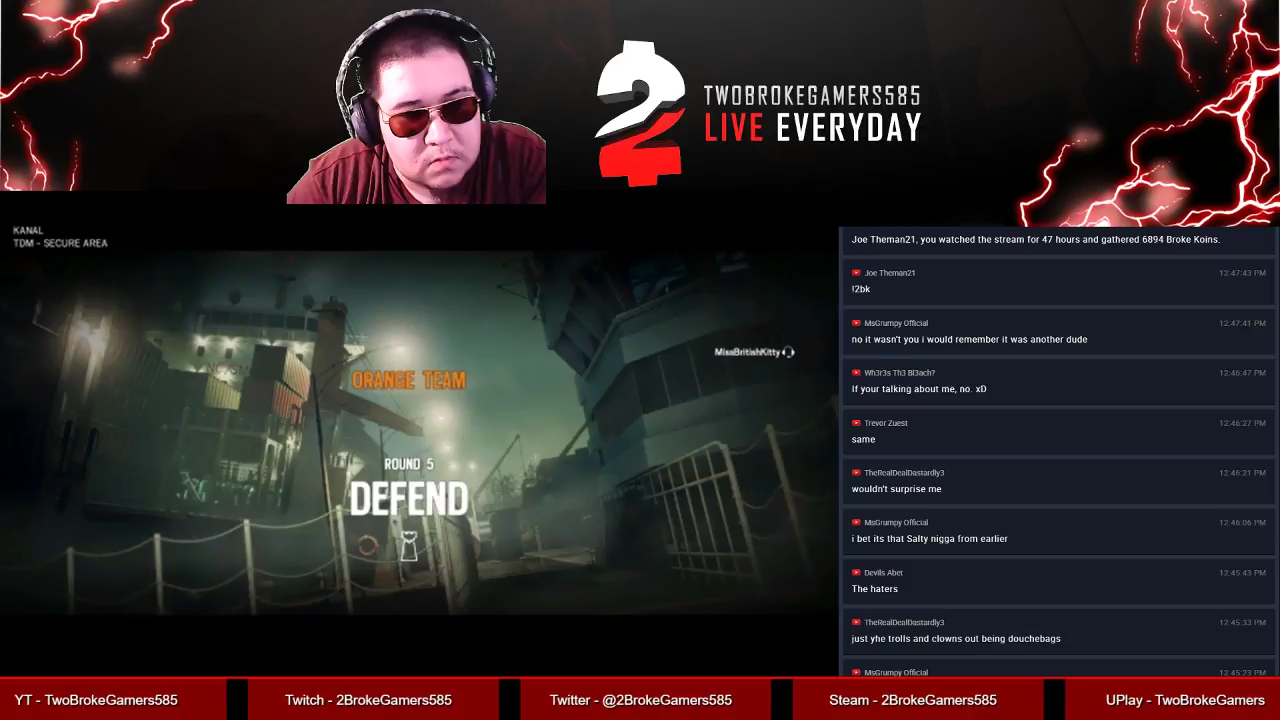 TWOBROKEGAMERS585
LIVE EVERYDAY
KANAL
TDM - SECURE AREA
MissBritishKitty
ORANGE TEAM
ROUND 5
DEFEND
Joe Theman21, you watched the stream for 47 hours and gathered 6894 Broke Koins.
Joe Theman21 12:47:43 PM
!2bk
MsGrumpy Official 12:47:41 PM
no it wasn't you i would remember it was another dude
Wh3r3s Th3 Bl3ach? 12:46:47 PM
If your talking about me, no. xD
Trevor Zuest 12:46:27 PM
same
TheRealDealDastardly3 12:46:21 PM
wouldn't surprise me
MsGrumpy Official 12:46:06 PM
i bet its that Salty nigga from earlier
Devils Abet 12:45:43 PM
The haters
TheRealDealDastardly3 12:45:33 PM
just yhe trolls and clowns out being douchebags
MsGrumpy Official 12:45:23 PM
YT - TwoBrokeGamers585
Twitch - 2BrokeGamers585
Twitter - @2BrokeGamers585
Steam - 2BrokeGamers585
UPlay - TwoBrokeGamers